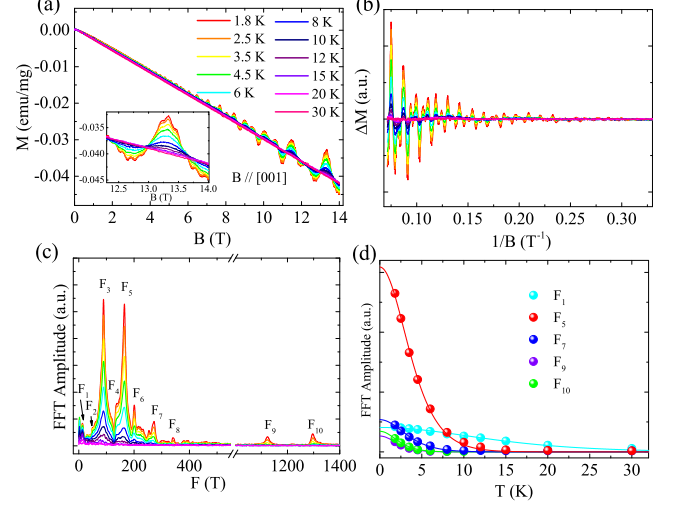 (a)
0.00
-0.01
-0.02
-0.03
-0.04
M (emu/mg)
1.8 K
2.5 K
3.5 K
4.5 K
6 K
8 K
10 K
12 K
15 K
20 K
30 K
-0.035
-0.040
-0.045
12.5 13.0 13.5 14.0
B (T)
B // [001]
0 2 4 6 8 10 12 14
B (T)
(b)
ΔM (a.u.)
0.10 0.15 0.20 0.25 0.30
1/B (T-1)
(c)
FFT Amplitude (a.u.)
F1
F2
F3
F4
F5
F6
F7
F8
F9
F10
0 200 400 1200 1400
F (T)
(d)
FFT Amplitude (a.u.)
F1
F5
F7
F9
F10
0 5 10 15 20 25 30
T (K)